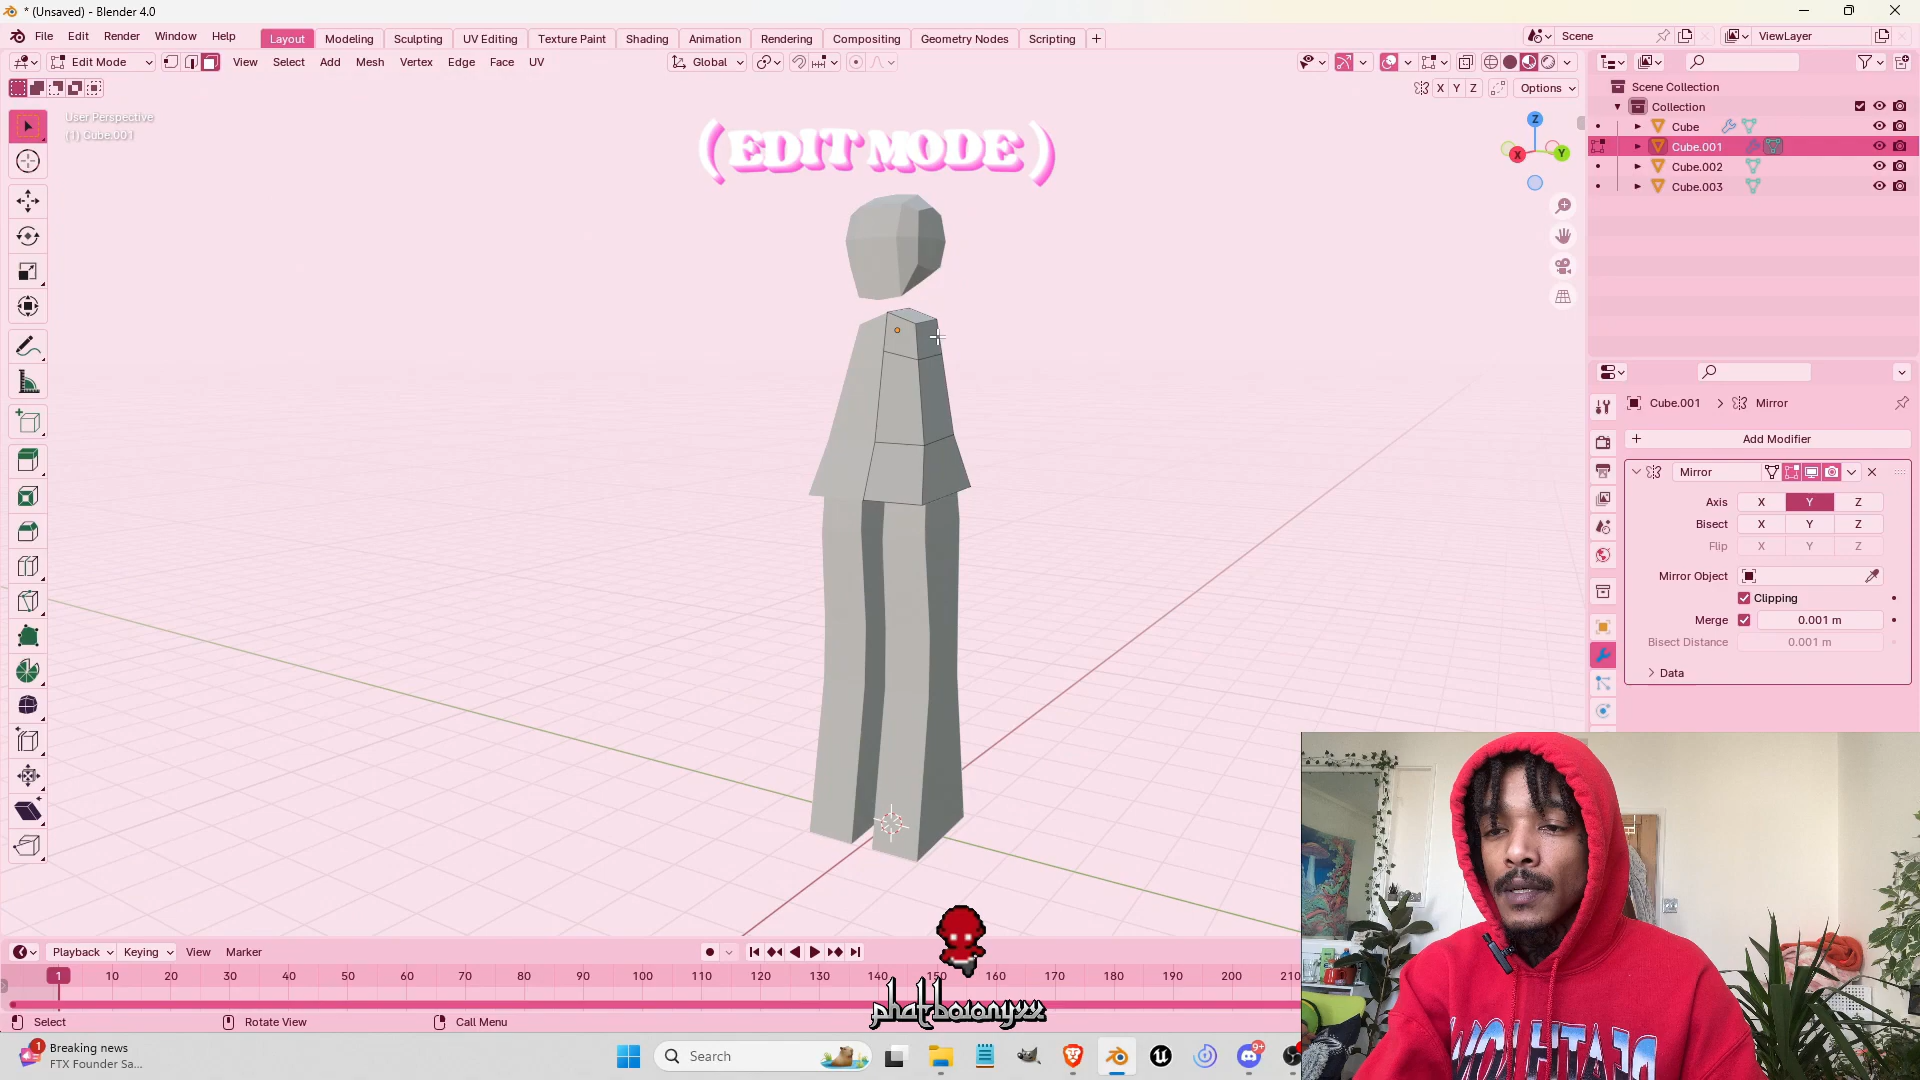 * (Unsaved) - Blender 4.0
File Edit Render Window Help
Layout Modeling Sculpting UV Editing Texture Paint Shading Animation Rendering Compositing Geometry Nodes Scripting +
Scene
ViewLayer
Edit Mode
View Select Add Mesh Vertex Edge Face UV
Global
X Y Z
Options
User Perspective
(1) Cube.001
( EDIT MODE )
Z
X
Y
Scene Collection
Collection
Cube
Cube.001
Cube.002
Cube.003
Cube.001 > Mirror
+ Add Modifier
Mirror
Axis X Y Z
Bisect X Y Z
Flip X Y Z
Mirror Object
Clipping
Merge 0.001 m
Bisect Distance 0.001 m
Data
Playback Keying View Marker
1 10 20 30 40 50 60 70 80 90 100 110 120 130 140 150 160 170 180 190 200 210
phatboionyxx
Select
Rotate View
Call Menu
1
Breaking news
FTX Founder Sa...
Search
9+